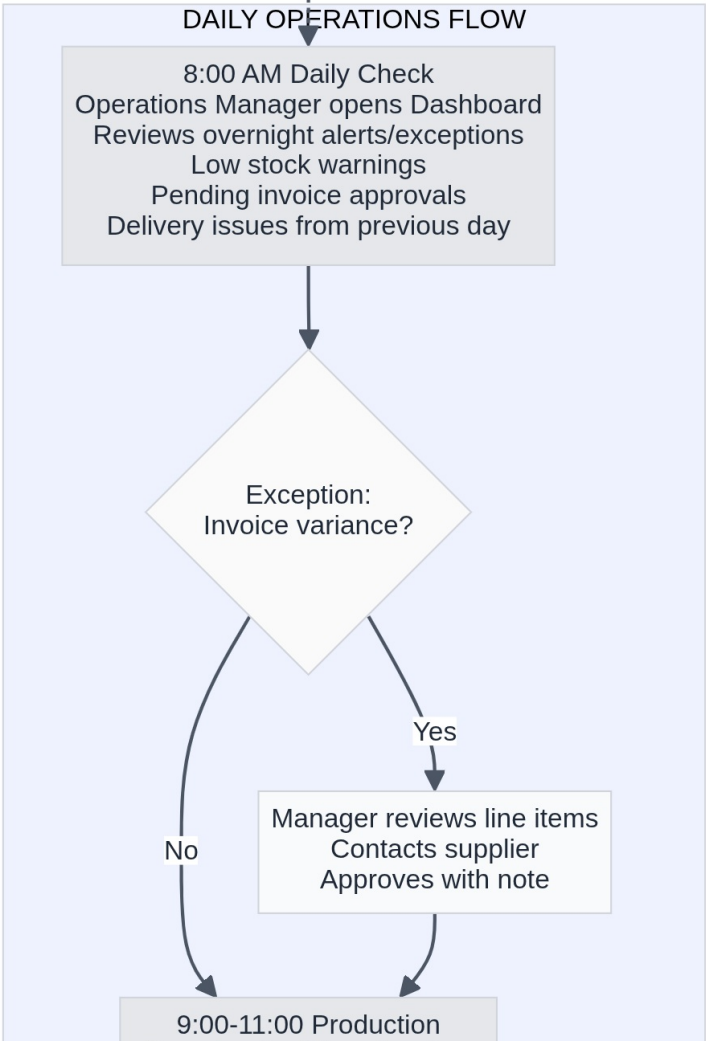 DAILY OPERATIONS FLOW
8:00 AM Daily Check
Operations Manager opens Dashboard
Reviews overnight alerts/exceptions
Low stock warnings
Pending invoice approvals
Delivery issues from previous day
Exception:
Invoice variance?
Yes
Manager reviews line items
Contacts supplier
Approves with note
No
9:00-11:00 Production